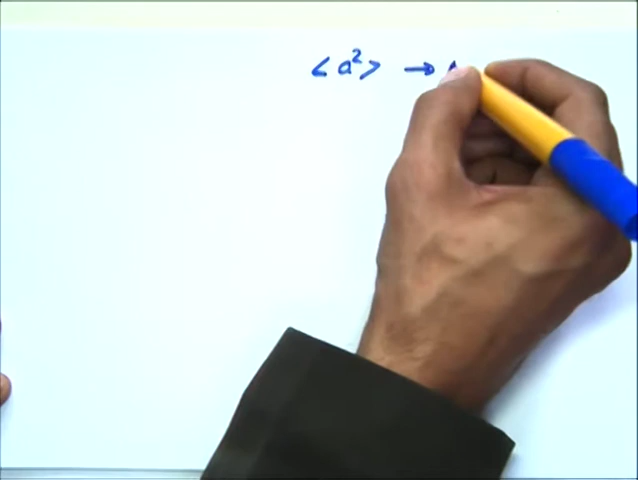 < a² > →